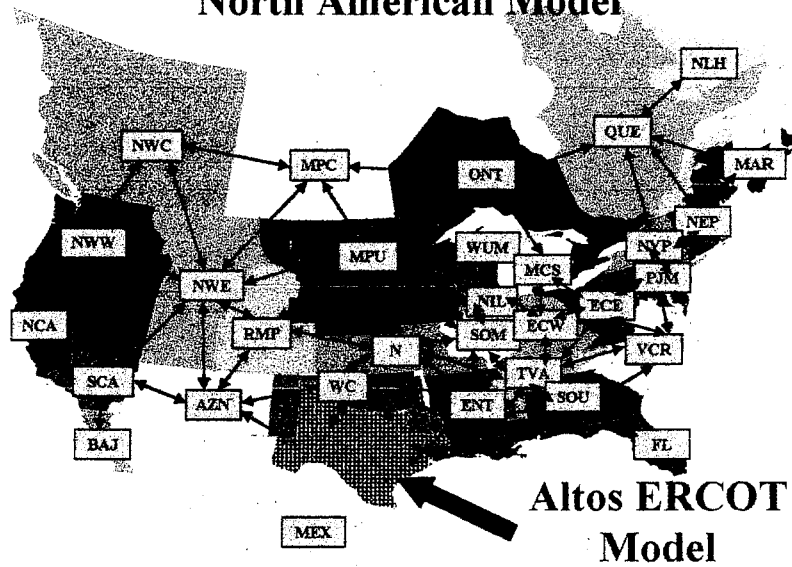 North American Model
NLH
QUE
NWC
MPC
MAR
ONT
NEP
NWW
MPU
WUM
NYP
MCS
PJM
NWE
NIL
ECE
NCA
RMP
SOM
ECW
N
VCR
SCA
WC
TVA
AZN
ENT
SOU
BAJ
FL
Altos ERCOT
Model
MEX